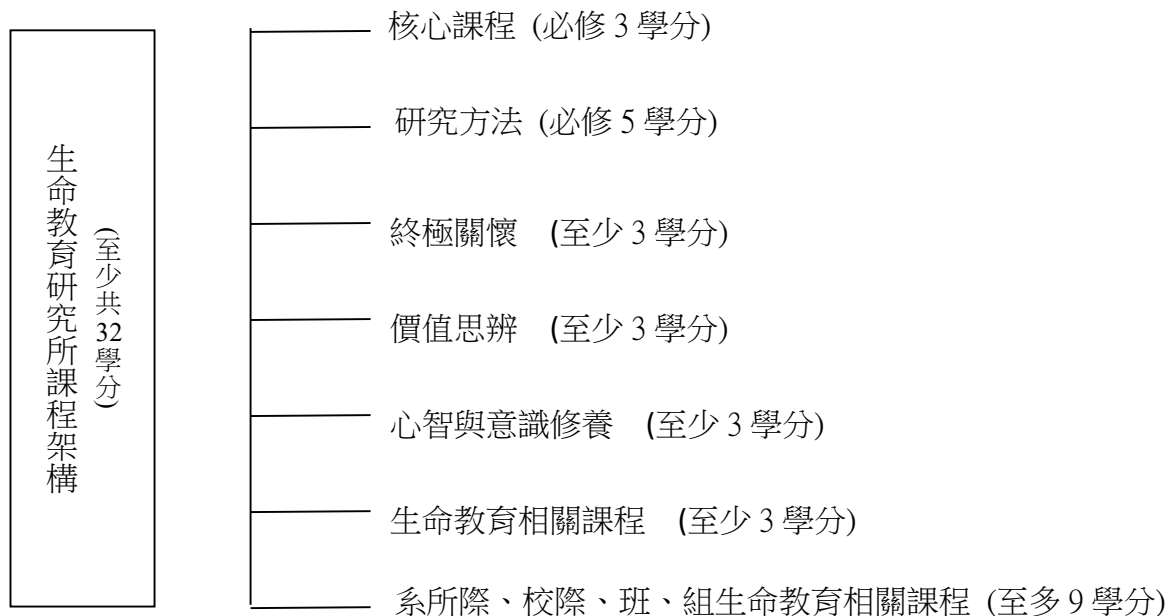 生命教育研究所課程架構
(至少共32學分)
核心課程 (必修 3 學分)
研究方法 (必修 5 學分)
終極關懷 (至少 3 學分)
價值思辨 (至少 3 學分)
心智與意識修養 (至少 3 學分)
生命教育相關課程 (至少 3 學分)
系所際、校際、班、組生命教育相關課程 (至多 9 學分)